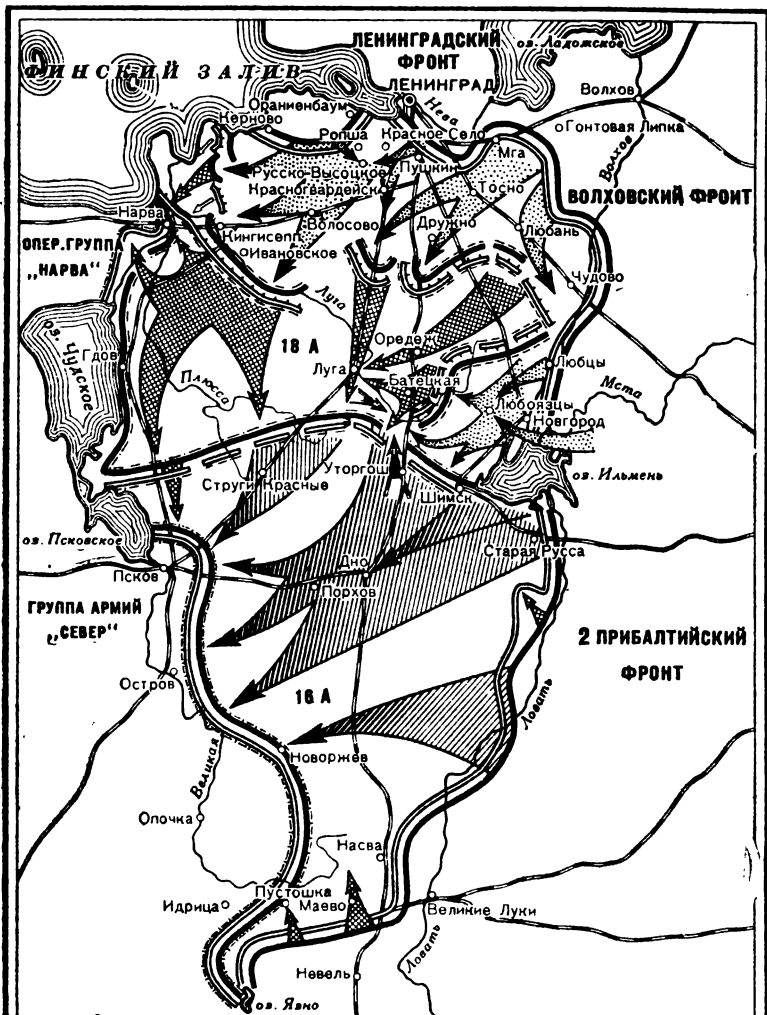 ЛЕНИНГРАДСКИЙ
ФРОНТ
оз. Ладожское
ФИНСКИЙ ЗАЛИВ
ЛЕНИНГРАД
Нева
Волхов
Ораниенбаум
Керново
Ропша
Красное Село
Гонтовая Липка
Мга
Волхов
Русско-Высоцкое
Пушкин
Красногвардейск
Тосно
ВОЛХОВСКИЙ ФРОИТ
Нарва
Волосово
Дружно
Любань
Кингисепп
Ивановское
ОПЕР.ГРУППА
„НАРВА“
Чудово
Луга
оз. Чудское
18 А
Оредеж
Гдов
Луга
Батецкая
Любцы
Плюсса
Мста
Любоязцы
Новгород
Уторгош
оз. Ильмень
Струги Красные
Шимск
оз. Псковское
Старая Русса
Псков
Дно
Порхов
ГРУППА АРМИЙ
„СЕВЕР“
2 ПРИБАЛТИЙСКИЙ
ФРОНТ
Остров
16 А
Ловать
Новоржев
Великая
Опочка
Насва
Пустошка
Идрица
Маево
Великие Луки
Ловать
Невель
оз. Явно